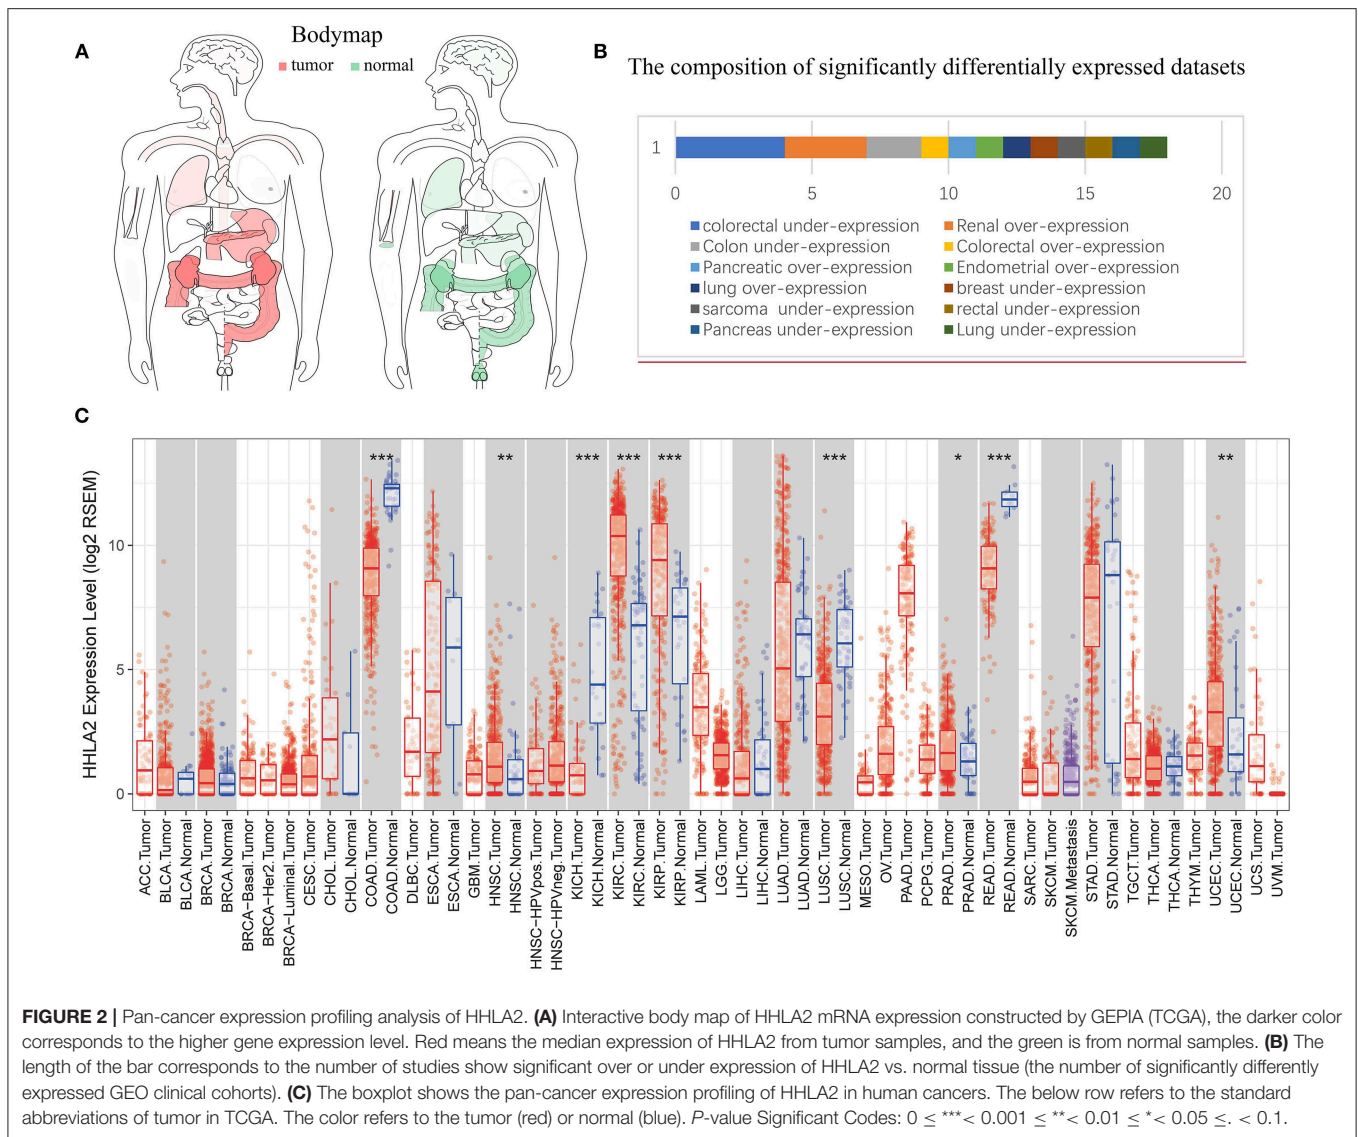 A
Bodymap
tumor normal
B
The composition of significantly differentially expressed datasets
1
0 5 10 15 20
colorectal under-expression Renal over-expression
Colon under-expression Colorectal over-expression
Pancreatic over-expression Endometrial over-expression
lung over-expression breast under-expression
sarcoma under-expression rectal under-expression
Pancreas under-expression Lung under-expression
C
*** ** *** *** *** *** * *** **
HHLA2 Expression Level (log2 RSEM)
10
5
0
ACC.Tumor
BLCA.Tumor
BLCA.Normal
BRCA.Tumor
BRCA.Normal
BRCA-Basal.Tumor
BRCA-Her2.Tumor
BRCA-Luminal.Tumor
CESC.Tumor
CHOL.Tumor
CHOL.Normal
COAD.Tumor
COAD.Normal
DLBC.Tumor
ESCA.Tumor
ESCA.Normal
GBM.Tumor
HNSC.Tumor
HNSC.Normal
HNSC-HPVpos.Tumor
HNSC-HPVneg.Tumor
KICH.Tumor
KICH.Normal
KIRC.Tumor
KIRC.Normal
KIRP.Tumor
KIRP.Normal
LAML.Tumor
LGG.Tumor
LIHC.Tumor
LIHC.Normal
LUAD.Tumor
LUAD.Normal
LUSC.Tumor
LUSC.Normal
MESO.Tumor
OV.Tumor
PAAD.Tumor
PCPG.Tumor
PRAD.Tumor
PRAD.Normal
READ.Tumor
READ.Normal
SARC.Tumor
SKCM.Tumor
SKCM.Metastasis
STAD.Tumor
STAD.Normal
TGCT.Tumor
THCA.Tumor
THCA.Normal
THYM.Tumor
UCEC.Tumor
UCEC.Normal
UCS.Tumor
UVM.Tumor
FIGURE 2 | Pan-cancer expression profiling analysis of HHLA2. (A) Interactive body map of HHLA2 mRNA expression constructed by GEPIA (TCGA), the darker color
corresponds to the higher gene expression level. Red means the median expression of HHLA2 from tumor samples, and the green is from normal samples. (B) The
length of the bar corresponds to the number of studies show significant over or under expression of HHLA2 vs. normal tissue (the number of significantly differently
expressed GEO clinical cohorts). (C) The boxplot shows the pan-cancer expression profiling of HHLA2 in human cancers. The below row refers to the standard
abbreviations of tumor in TCGA. The color refers to the tumor (red) or normal (blue). P-value Significant Codes: 0 ≤ ***< 0.001 ≤ **< 0.01 ≤ *< 0.05 ≤. < 0.1.